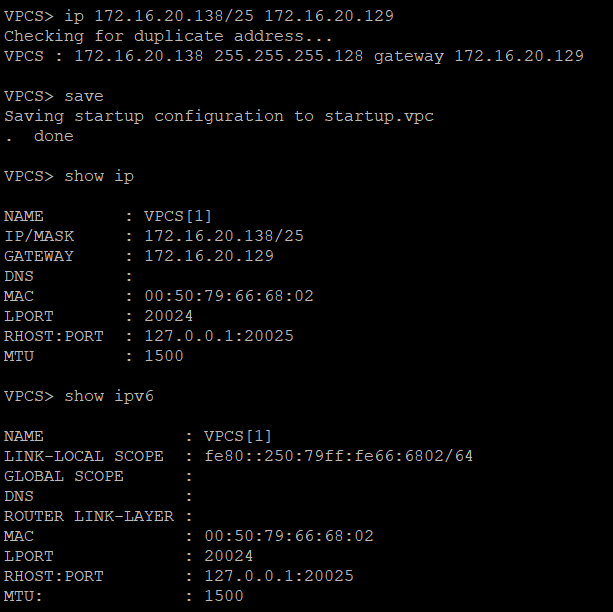 VPCS> ip 172.16.20.138/25 172.16.20.129
Checking for duplicate address...
VPCS : 172.16.20.138 255.255.255.128 gateway 172.16.20.129
VPCS> save
Saving startup configuration to startup.vpc
.  done
VPCS> show ip
NAME        : VPCS[1]
IP/MASK     : 172.16.20.138/25
GATEWAY     : 172.16.20.129
DNS         :
MAC         : 00:50:79:66:68:02
LPORT       : 20024
RHOST:PORT  : 127.0.0.1:20025
MTU         : 1500
VPCS> show ipv6
NAME              : VPCS[1]
LINK-LOCAL SCOPE  : fe80::250:79ff:fe66:6802/64
GLOBAL SCOPE      :
DNS               :
ROUTER LINK-LAYER :
MAC               : 00:50:79:66:68:02
LPORT             : 20024
RHOST:PORT        : 127.0.0.1:20025
MTU:              : 1500